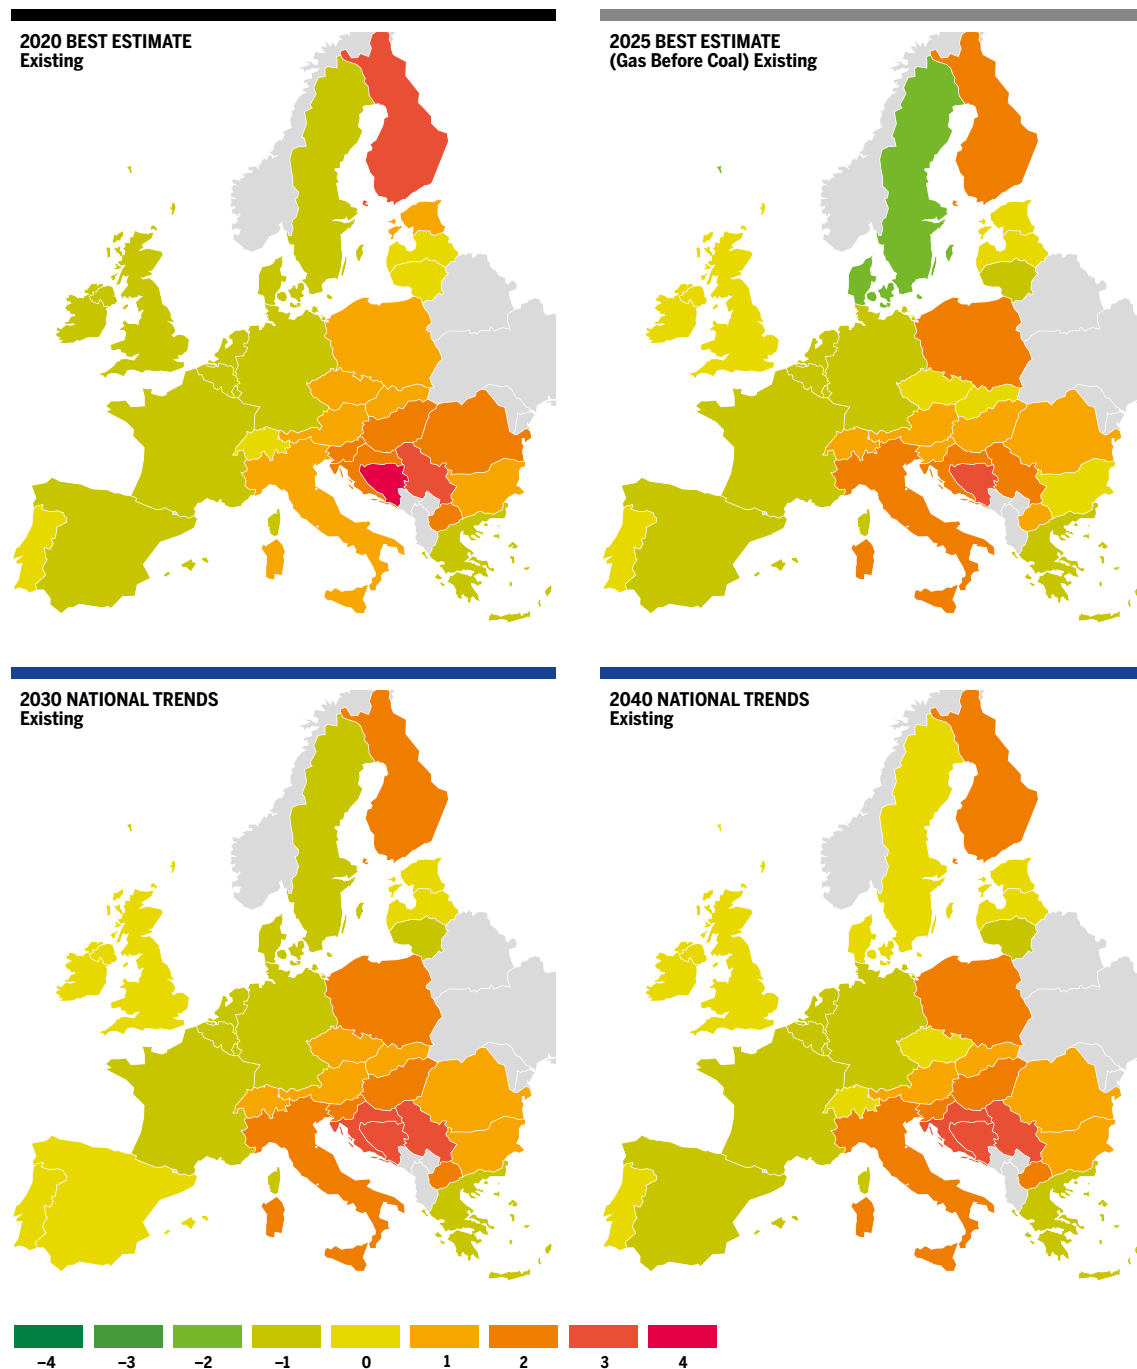 2020 BEST ESTIMATE
Existing
2025 BEST ESTIMATE
(Gas Before Coal) Existing
2030 NATIONAL TRENDS
Existing
2040 NATIONAL TRENDS
Existing
–4 –3 –2 –1 0 1 2 3 4